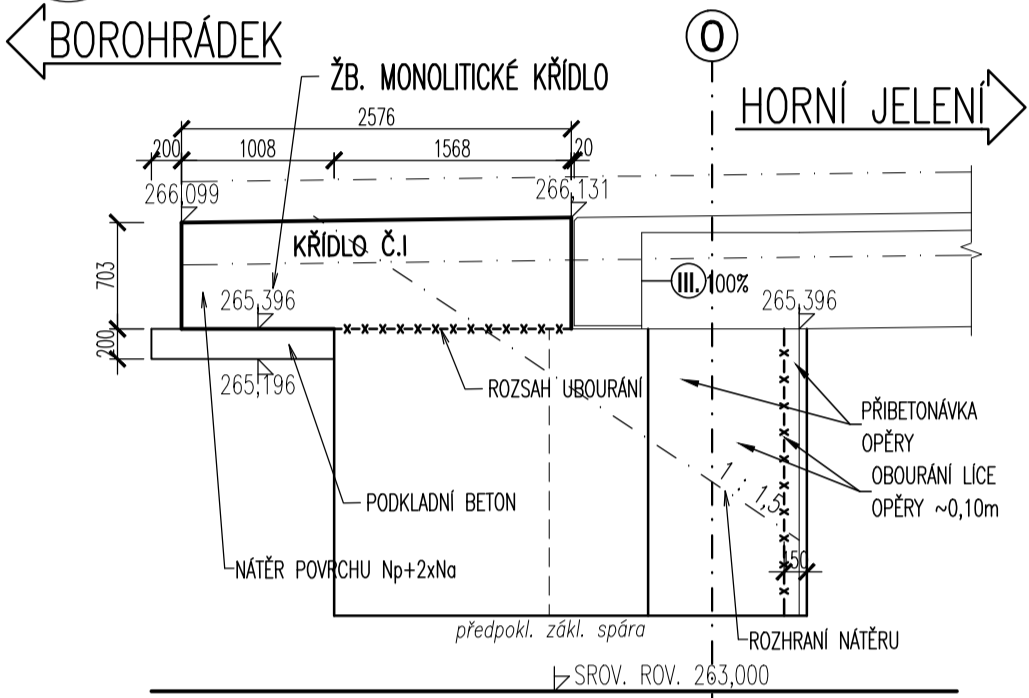 BOROHRÁDEK
O
ŽB. MONOLITICKÉ KŘÍDLO
HORNÍ JELENÍ
2576
200
1008
1568
20
266,099
266,131
KŘÍDLO Č.I
703
III.
100%
265,396
265,396
200
265,196
ROZSAH UBOURÁNÍ
PŘIBETONÁVKA
OPĚRY
OBOURÁNÍ LÍCE
OPĚRY ~0,10m
1 : 1,5
PODKLADNÍ BETON
150
NÁTĚR POVRCHU Np+2xNa
předpokl. zákl. spára
ROZHRANÍ NÁTĚRU
SROV. ROV. 263,000